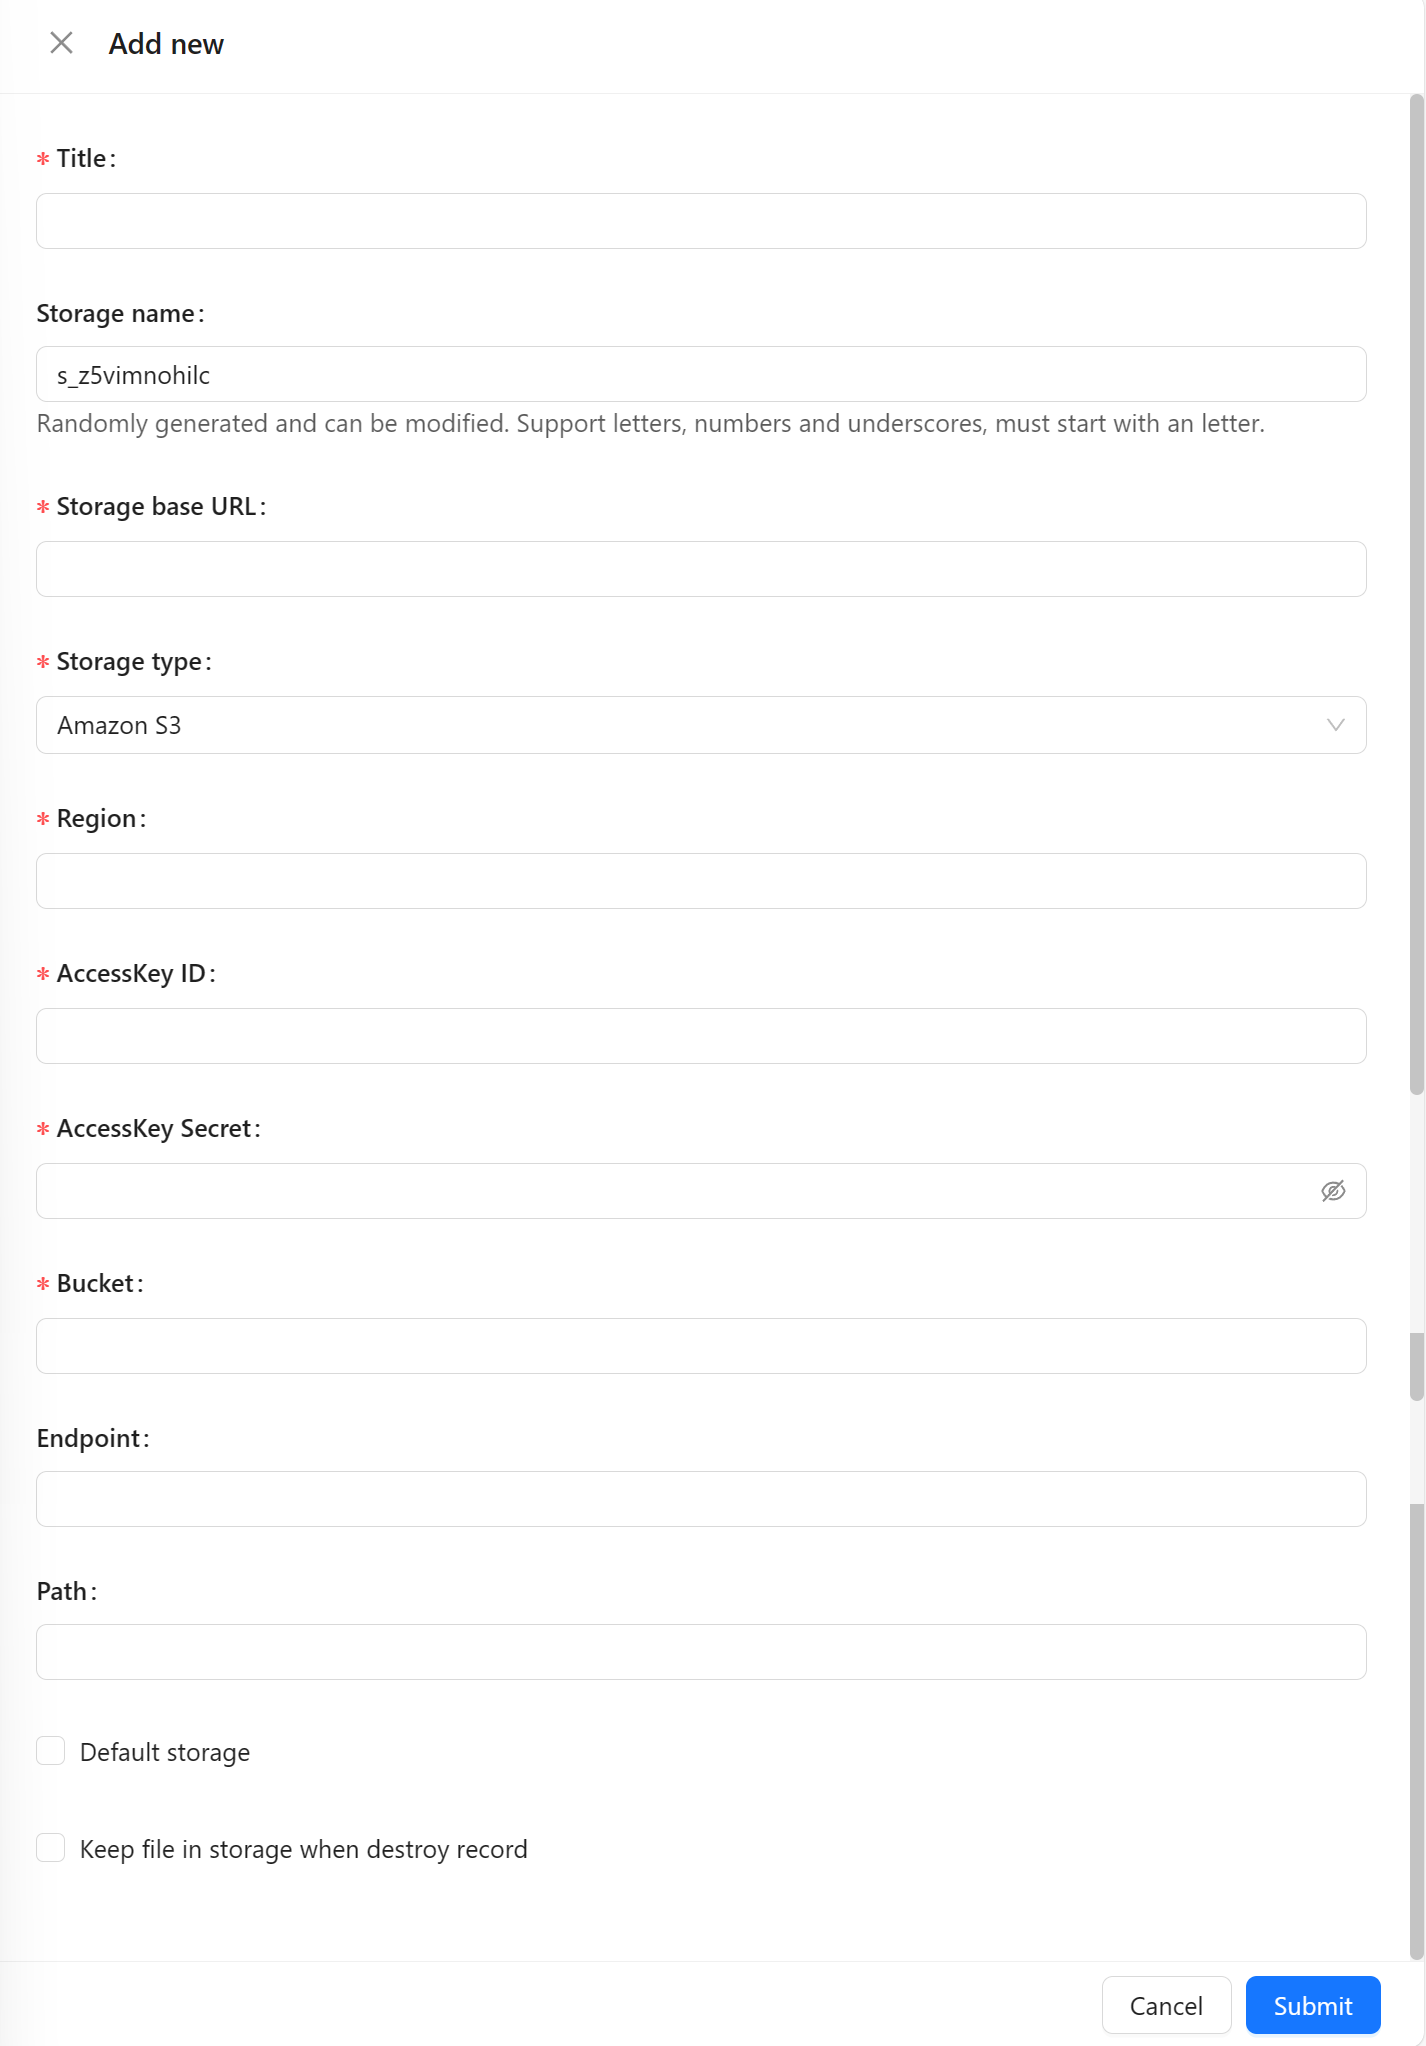 Add new
* Title:
Storage name:
s_z5vimnohilc
Randomly generated and can be modified. Support letters, numbers and underscores, must start with an letter.
* Storage base URL:
* Storage type:
Amazon S3
* Region:
* AccessKey ID:
* AccessKey Secret:
* Bucket:
Endpoint:
Path:
Default storage
Keep file in storage when destroy record
Cancel Submit